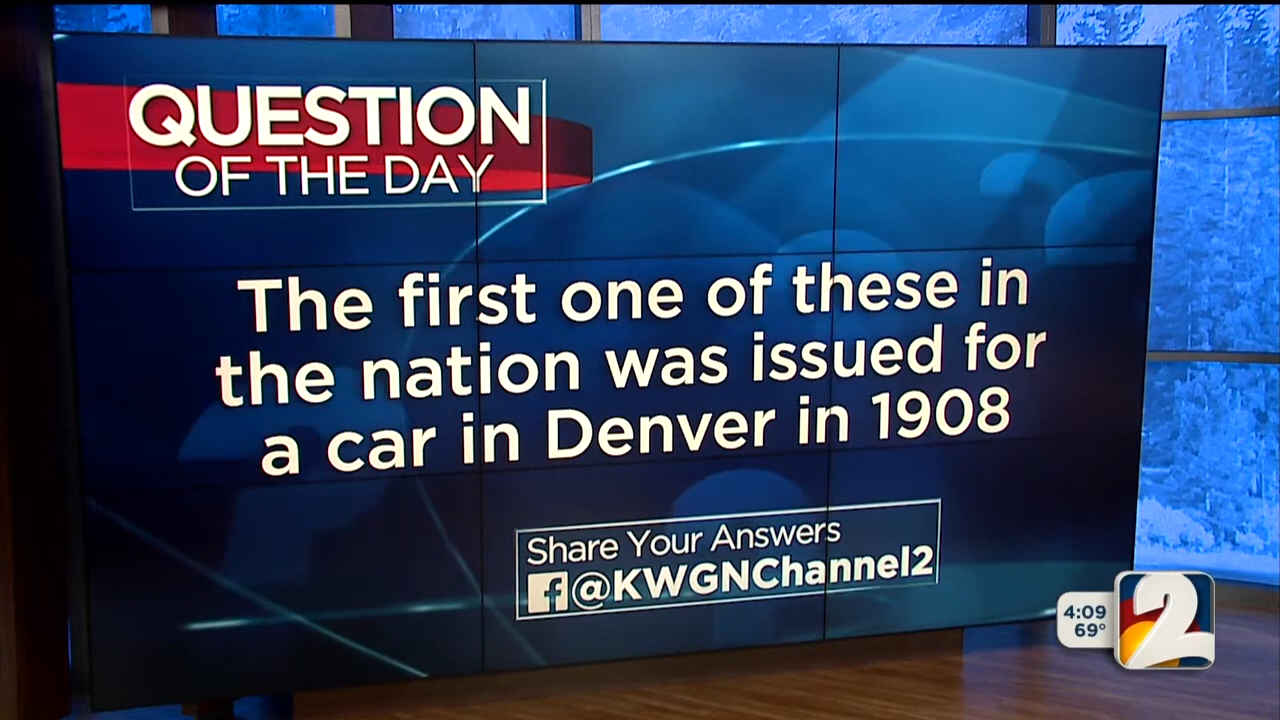 QUESTION
OF THE DAY
The first one of these in
the nation was issued for
a car in Denver in 1908
Share Your Answers
f@KWGNChannel2
4:09
69°
2